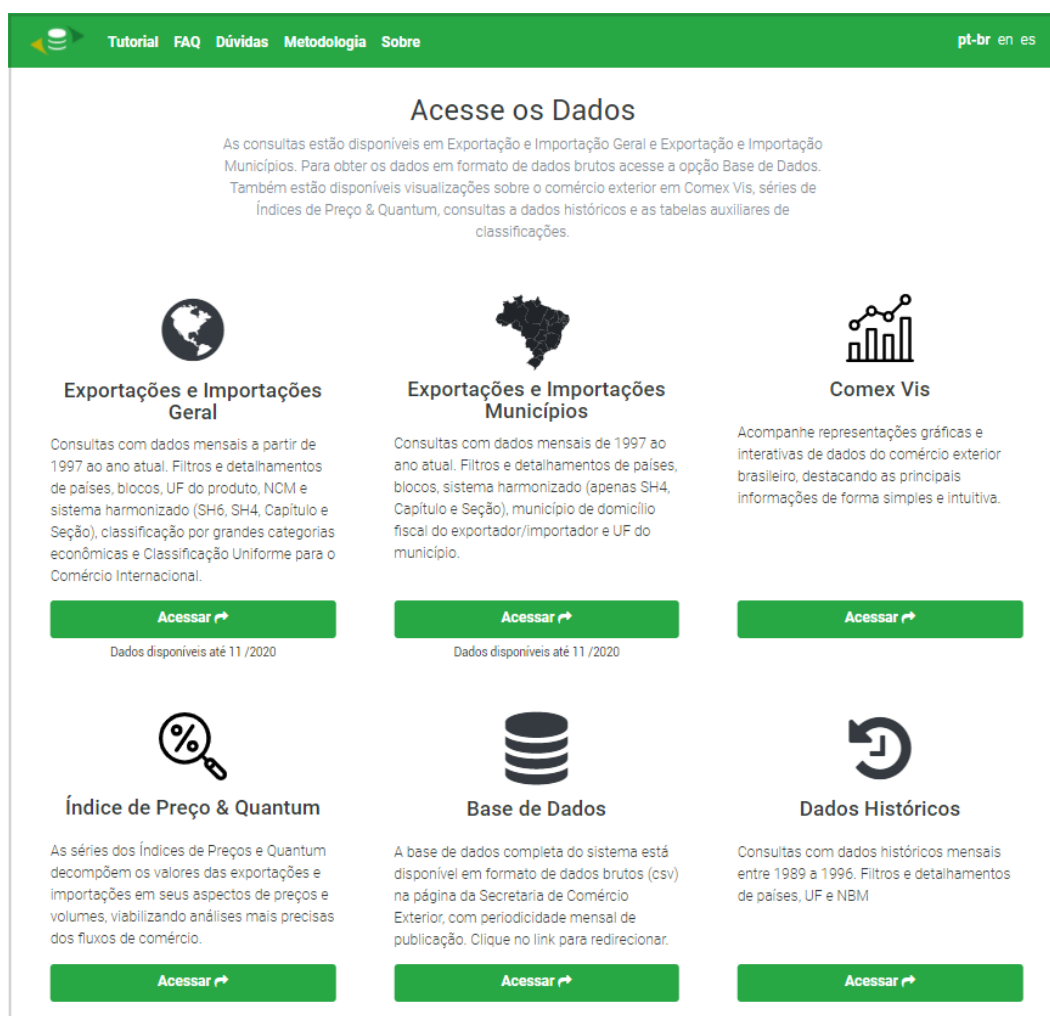 Tutorial FAQ Dúvidas Metodologia Sobre
pt-br en es
Acesse os Dados
As consultas estão disponíveis em Exportação e Importação Geral e Exportação e Importação
Municípios. Para obter os dados em formato de dados brutos acesse a opção Base de Dados.
Também estão disponíveis visualizações sobre o comércio exterior em Comex Vis, séries de
Índices de Preço & Quantum, consultas a dados históricos e as tabelas auxiliares de
classificações.
Exportações e Importações
Geral
Consultas com dados mensais a partir de
1997 ao ano atual. Filtros e detalhamentos
de países, blocos, UF do produto, NCM e
sistema harmonizado (SH6, SH4, Capítulo e
Seção), classificação por grandes categorias
econômicas e Classificação Uniforme para o
Comércio Internacional.
Acessar
Dados disponíveis até 11 /2020
Exportações e Importações
Municípios
Consultas com dados mensais de 1997 ao
ano atual. Filtros e detalhamentos de países,
blocos, sistema harmonizado (apenas SH4,
Capítulo e Seção), município de domicílio
fiscal do exportador/importador e UF do
município.
Acessar
Dados disponíveis até 11 /2020
Comex Vis
Acompanhe representações gráficas e
interativas de dados do comércio exterior
brasileiro, destacando as principais
informações de forma simples e intuitiva.
Acessar
%
Índice de Preço & Quantum
As séries dos Índices de Preços e Quantum
decompõem os valores das exportações e
importações em seus aspectos de preços e
volumes, viabilizando análises mais precisas
dos fluxos de comércio.
Acessar
Base de Dados
A base de dados completa do sistema está
disponível em formato de dados brutos (csv)
na página da Secretaria de Comércio
Exterior, com periodicidade mensal de
publicação. Clique no link para redirecionar.
Acessar
Dados Históricos
Consultas com dados históricos mensais
entre 1989 a 1996. Filtros e detalhamentos
de países, UF e NBM
Acessar